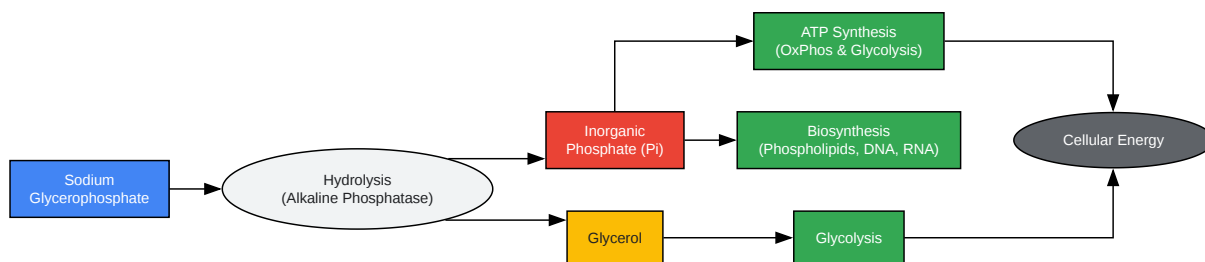 Sodium
Glycerophosphate
Hydrolysis
(Alkaline Phosphatase)
Inorganic
Phosphate (Pi)
Glycerol
ATP Synthesis
(OxPhos & Glycolysis)
Biosynthesis
(Phospholipids, DNA, RNA)
Glycolysis
Cellular Energy